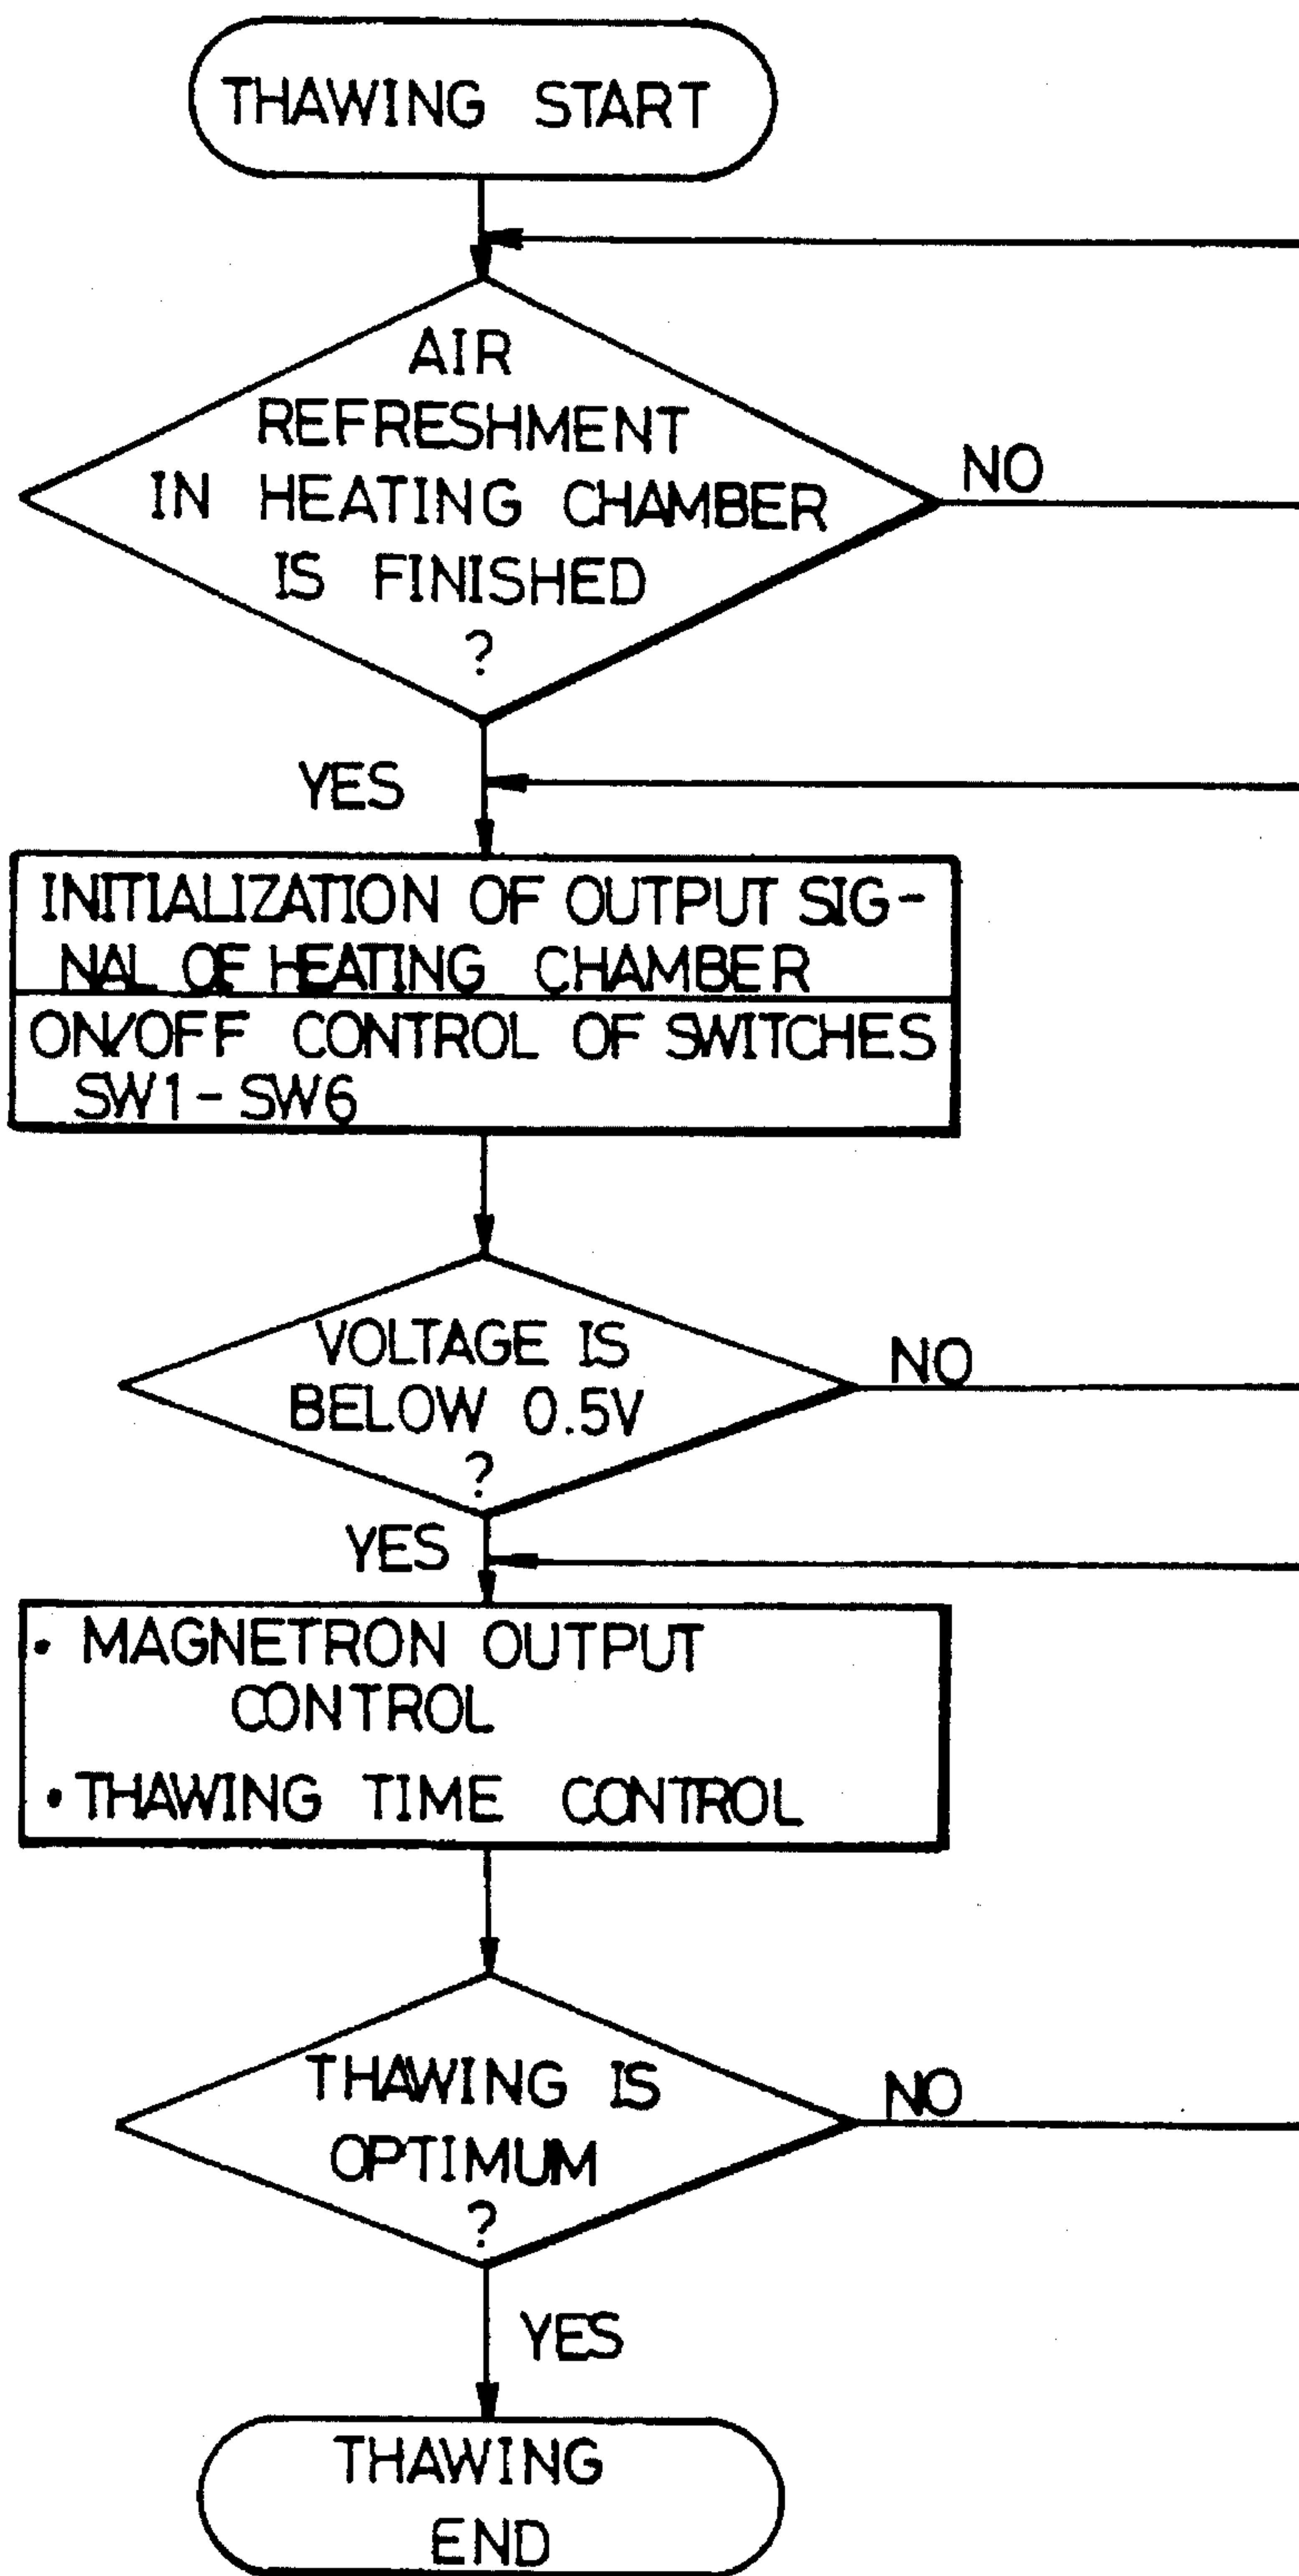 THAWING START
AIR
REFRESHMENT
IN HEATING CHAMBER
IS FINISHED
?
NO
YES
INITIALIZATION OF OUTPUT SIG-
NAL OF HEATING CHAMBER
ON/OFF CONTROL OF SWITCHES
SW1-SW6
VOLTAGE IS
BELOW 0.5V
?
NO
YES
• MAGNETRON OUTPUT
CONTROL
• THAWING TIME CONTROL
THAWING IS
OPTIMUM
?
NO
YES
THAWING
END